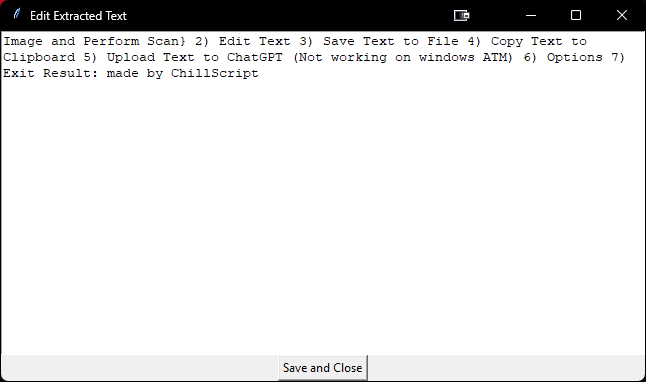 Edit Extracted Text
Image and Perform Scan} 2) Edit Text 3) Save Text to File 4) Copy Text to
Clipboard 5) Upload Text to ChatGPT (Not working on windows ATM) 6) Options 7)
Exit Result: made by ChillScript
Save and Close